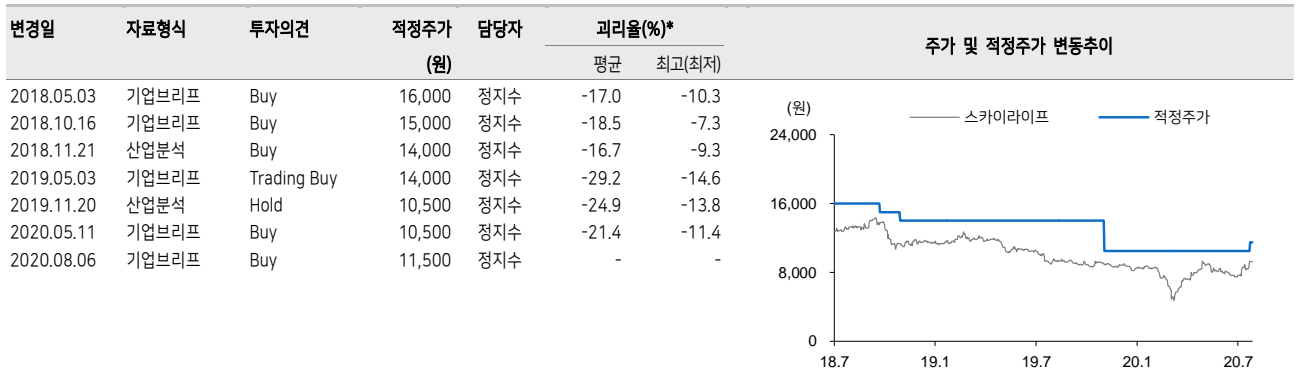 변경일 자료형식 투자의견 적정주가 담당자 괴리율(%)* 주가 및 적정주가 변동추이
(원) 평균 최고(최저)
2018.05.03 기업브리프 Buy 16,000 정지수 -17.0 -10.3
2018.10.16 기업브리프 Buy 15,000 정지수 -18.5 -7.3
2018.11.21 산업분석 Buy 14,000 정지수 -16.7 -9.3
2019.05.03 기업브리프 Trading Buy 14,000 정지수 -29.2 -14.6
2019.11.20 산업분석 Hold 10,500 정지수 -24.9 -13.8
2020.05.11 기업브리프 Buy 10,500 정지수 -21.4 -11.4
2020.08.06 기업브리프 Buy 11,500 정지수 - -
(원) 스카이라이프 적정주가
24,000
16,000
8,000
0
18.7 19.1 19.7 20.1 20.7